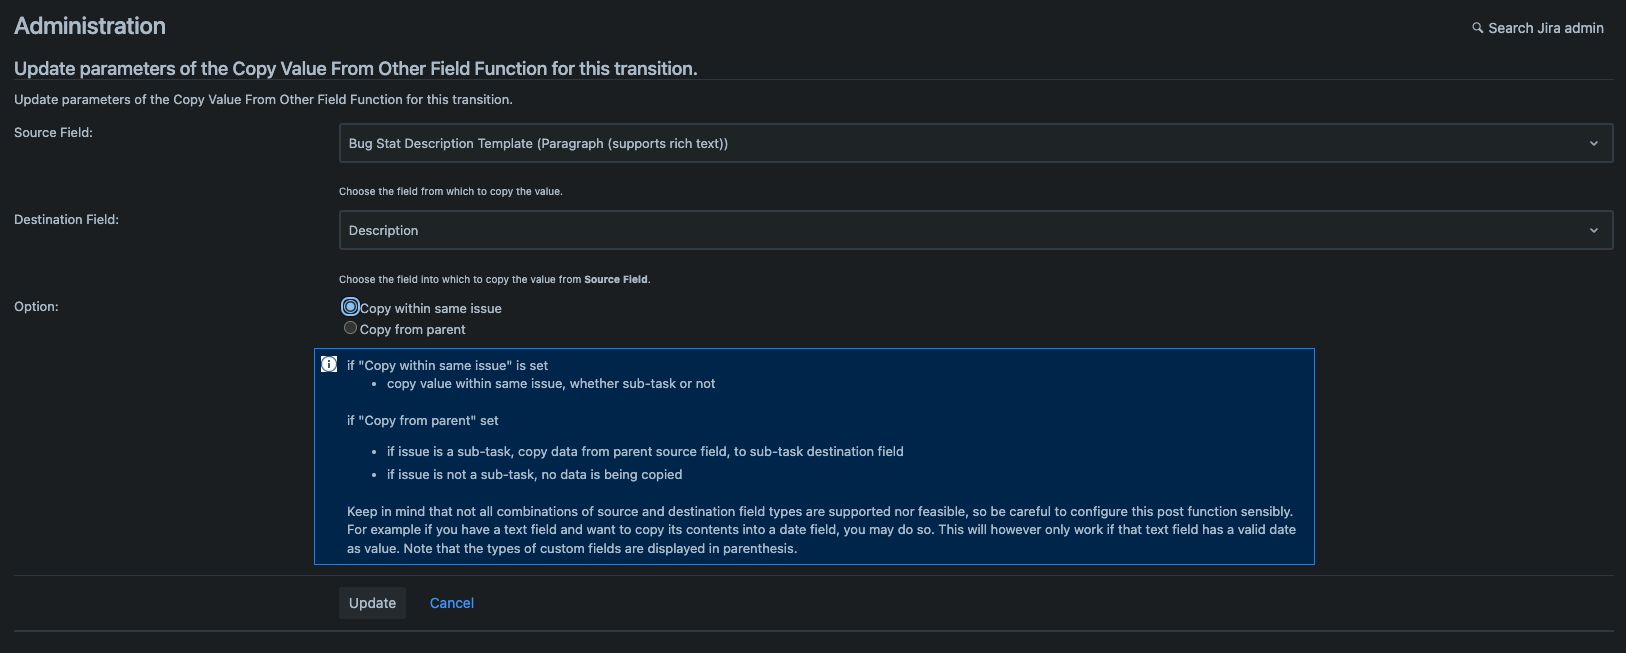 Administration
Search Jira admin
Update parameters of the Copy Value From Other Field Function for this transition.
Update parameters of the Copy Value From Other Field Function for this transition.
Source Field:
Bug Stat Description Template (Paragraph (supports rich text))
Choose the field from which to copy the value.
Destination Field:
Description
Choose the field into which to copy the value from Source Field.
Option:
Copy within same issue
Copy from parent
if "Copy within same issue" is set
• copy value within same issue, whether sub-task or not
if "Copy from parent" set
• if issue is a sub-task, copy data from parent source field, to sub-task destination field
• if issue is not a sub-task, no data is being copied
Keep in mind that not all combinations of source and destination field types are supported nor feasible, so be careful to configure this post function sensibly.
For example if you have a text field and want to copy its contents into a date field, you may do so. This will however only work if that text field has a valid date
as value. Note that the types of custom fields are displayed in parenthesis.
Update
Cancel